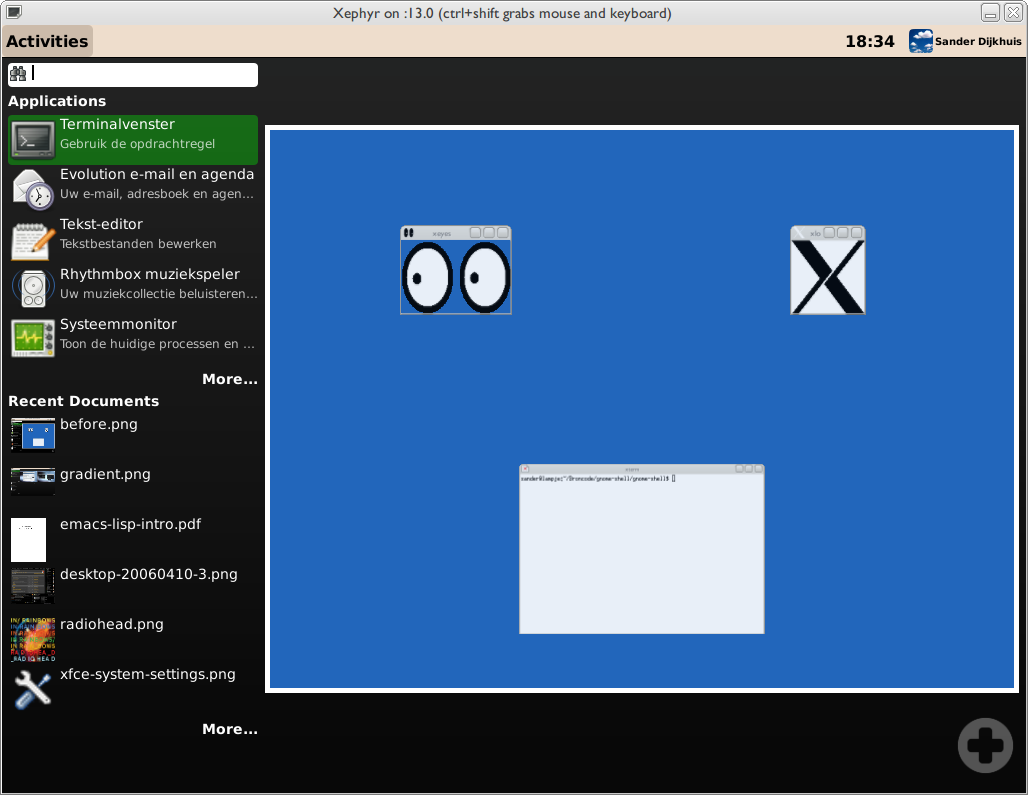 Xephyr on :13.0 (ctrl+shift grabs mouse and keyboard)
Activities
18:34
Sander Dijkhuis
Applications
Terminalvenster
Gebruik de opdrachtregel
Evolution e-mail en agenda
Uw e-mail, adresboek en agen...
Tekst-editor
Tekstbestanden bewerken
Rhythmbox muziekspeler
Uw muziekcollectie beluisteren...
Systeemmonitor
Toon de huidige processen en ...
More...
Recent Documents
before.png
gradient.png
emacs-lisp-intro.pdf
desktop-20060410-3.png
radiohead.png
xfce-system-settings.png
More...
xeyes
xlo
xterm
sander@lampje:~/Broncode/gnome-shell/gnome-shell$
IN/ RAINBOWS